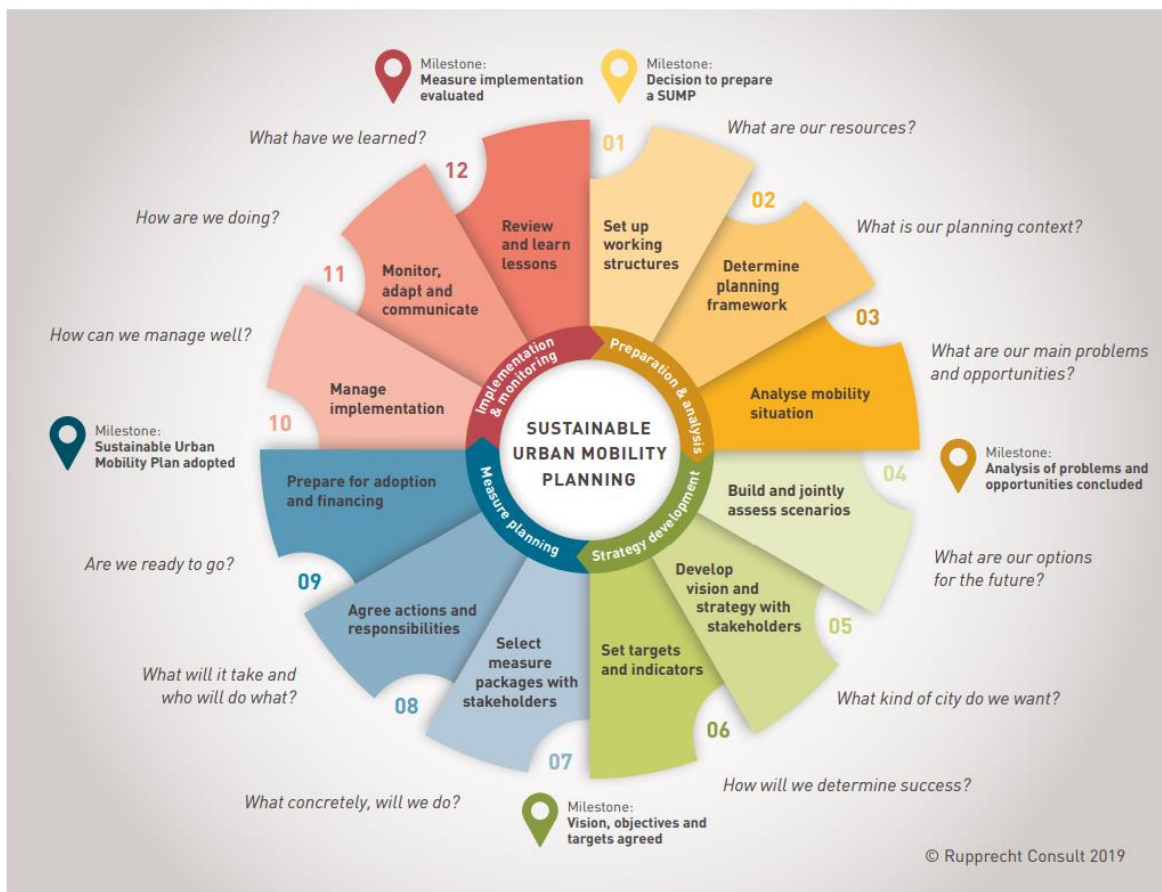 Milestone:
Measure implementation
evaluated
Milestone:
Decision to prepare
a SUMP
What have we learned?
What are our resources?
12
01
How are we doing?
02
What is our planning context?
Review
and learn
lessons
Set up
working
structures
11
Monitor,
adapt and
communicate
Determine
planning
framework
03
How can we manage well?
What are our main problems
and opportunities?
Implementation
& monitoring
Preparation & analysis
Manage
implementation
Analyse mobility
situation
10
Milestone:
Sustainable Urban
Mobility Plan adopted
SUSTAINABLE
URBAN MOBILITY
PLANNING
Milestone:
Analysis of problems and
opportunities concluded
04
Prepare for adoption
and financing
Build and jointly
assess scenarios
Measure planning
Strategy development
Are we ready to go?
What are our options
for the future?
09
Agree actions and
responsibilities
Develop
vision and
strategy with
stakeholders
05
Select
measure
packages with
stakeholders
Set targets
and indicators
What will it take and
who will do what?
08
What kind of city do we want?
06
07
What concretely, will we do?
How will we determine success?
Milestone:
Vision, objectives and
targets agreed
© Rupprecht Consult 2019